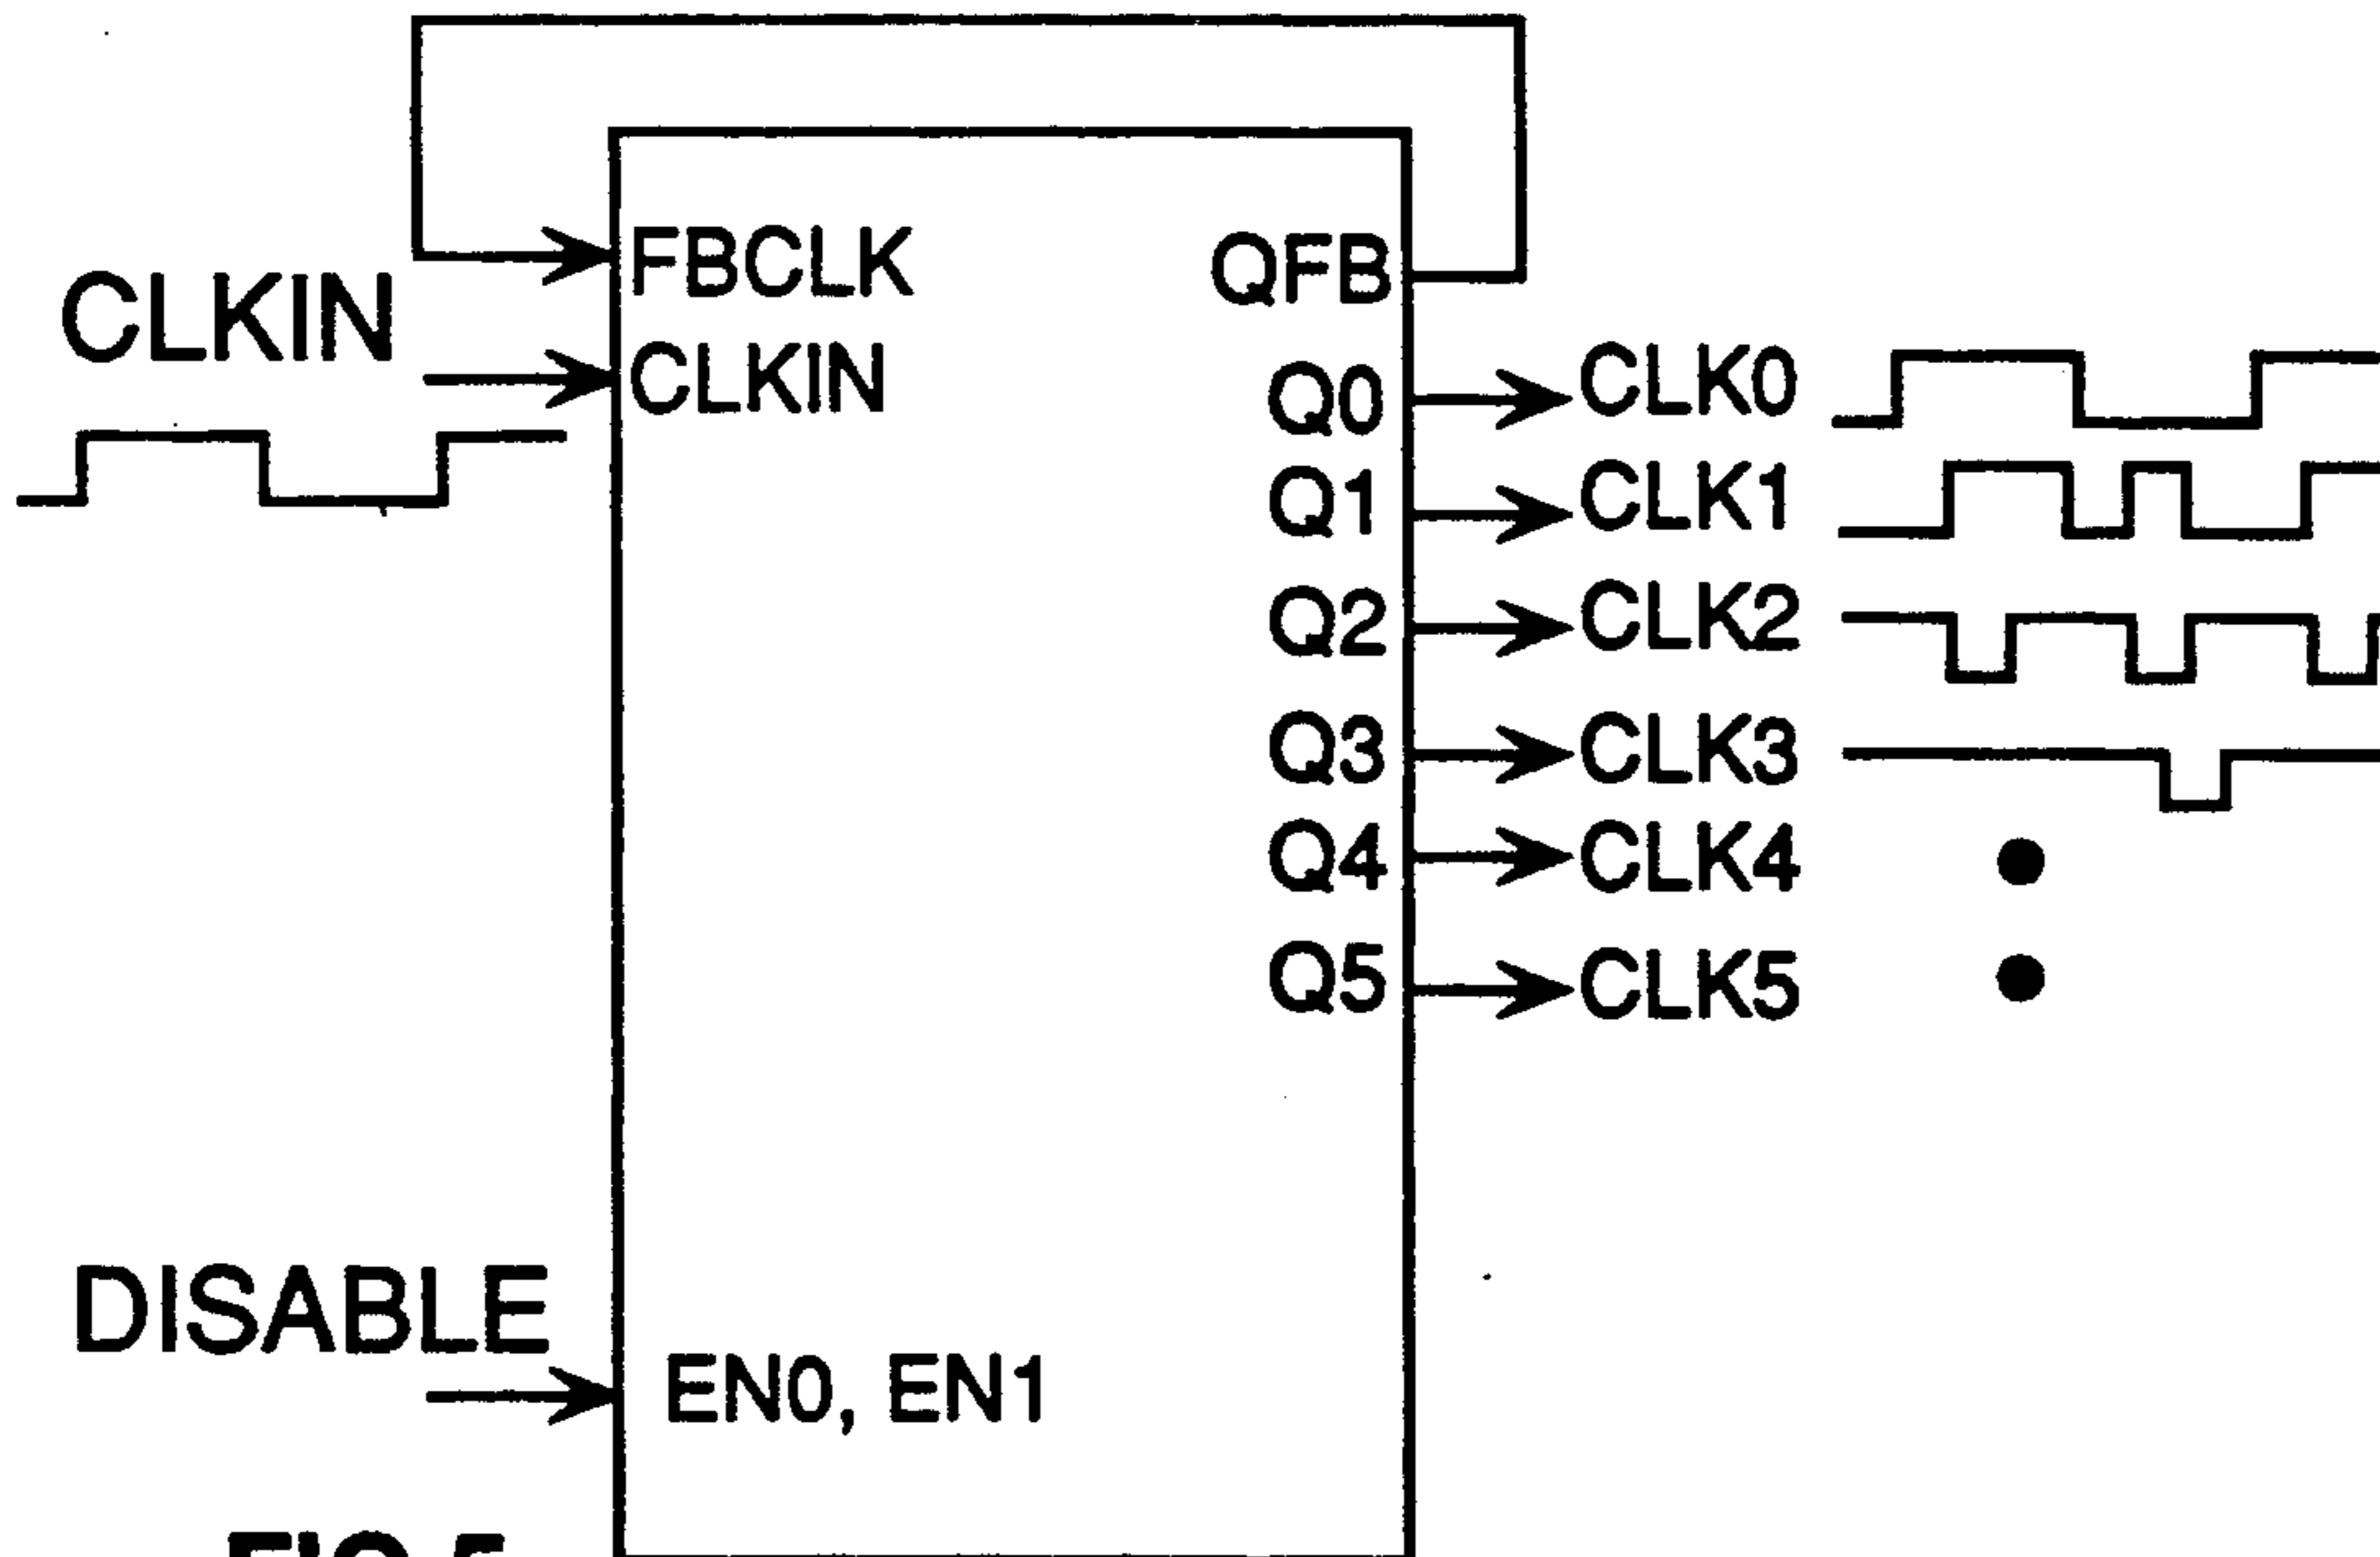 FBCLK
QFB
CLKIN
CLKIN
Q0
CLK0
Q1
CLK1
Q2
CLK2
Q3
CLK3
Q4
CLK4
Q5
CLK5
DISABLE
EN0, EN1